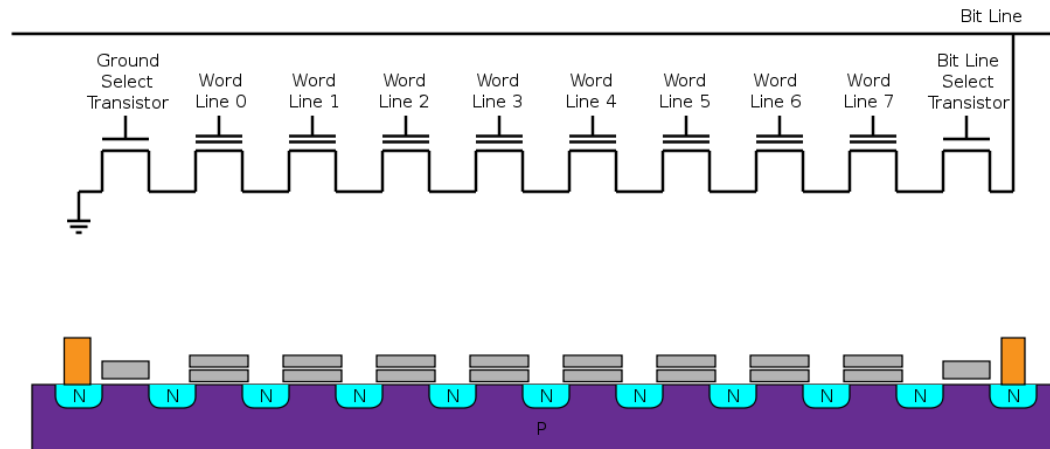 Bit Line
Ground
Select
Transistor
Word
Line 0
Word
Line 1
Word
Line 2
Word
Line 3
Word
Line 4
Word
Line 5
Word
Line 6
Word
Line 7
Bit Line
Select
Transistor
N N N N N N N N N N N
P